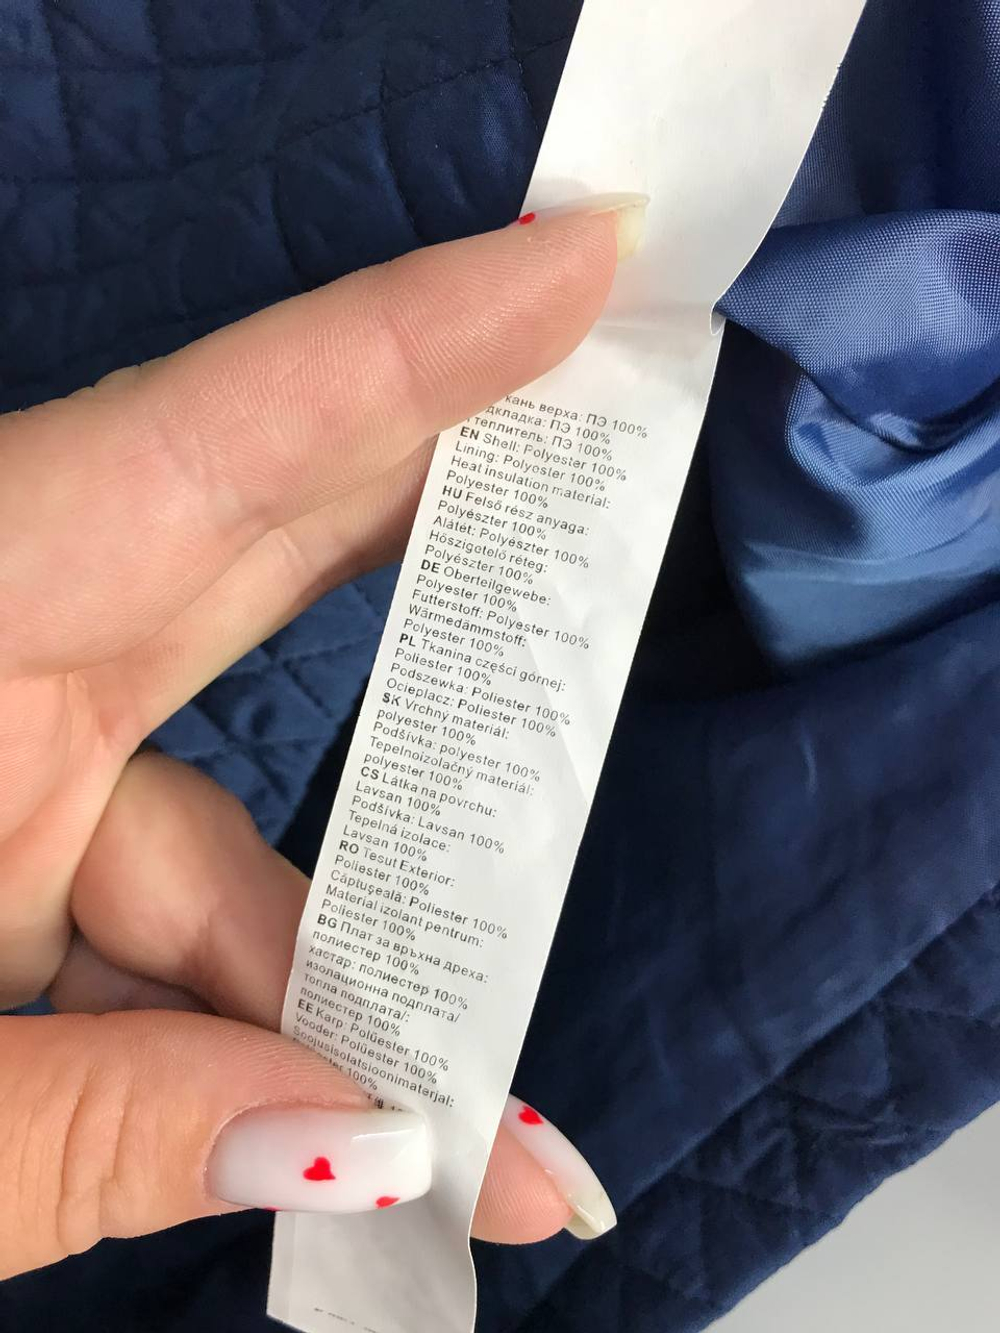 кань верха: ПЭ 100%
дкладка: ПЭ 100%
теплитель: ПЭ 100%
EN Shell: Polyester 100%
Lining: Polyester 100%
Heat insulation material:
Polyester 100%
HU Felső rész anyaga:
Polyészter 100%
Alátét: Polyészter 100%
Hőszigetelő réteg:
Polyészter 100%
DE Oberteilgewebe:
Polyester 100%
Futterstoff: Polyester 100%
Wärmedämmstoff:
Polyester 100%
PL Tkanina części górnej:
Poliester 100%
Podszewka: Poliester 100%
Ocieplacz: Poliester 100%
SK Vrchný materiál:
polyester 100%
Podšívka: polyester 100%
Tepelnoizolačný materiál:
polyester 100%
CS Látka na povrchu:
Lavsan 100%
Podšívka: Lavsan 100%
Tepelná izolace:
Lavsan 100%
RO Tesut Exterior:
Poliester 100%
Căptuşeală: Poliester 100%
Material izolant pentrum:
Poliester 100%
BG Плат за връхна дреха:
полиестер 100%
хастар: полиестер 100%
изолационна подплата/
топла подплата/:
полиестер 100%
EE Karp: Polüester 100%
Vooder: Polüester 100%
Soojusisolatsioonimaterjal:
100%